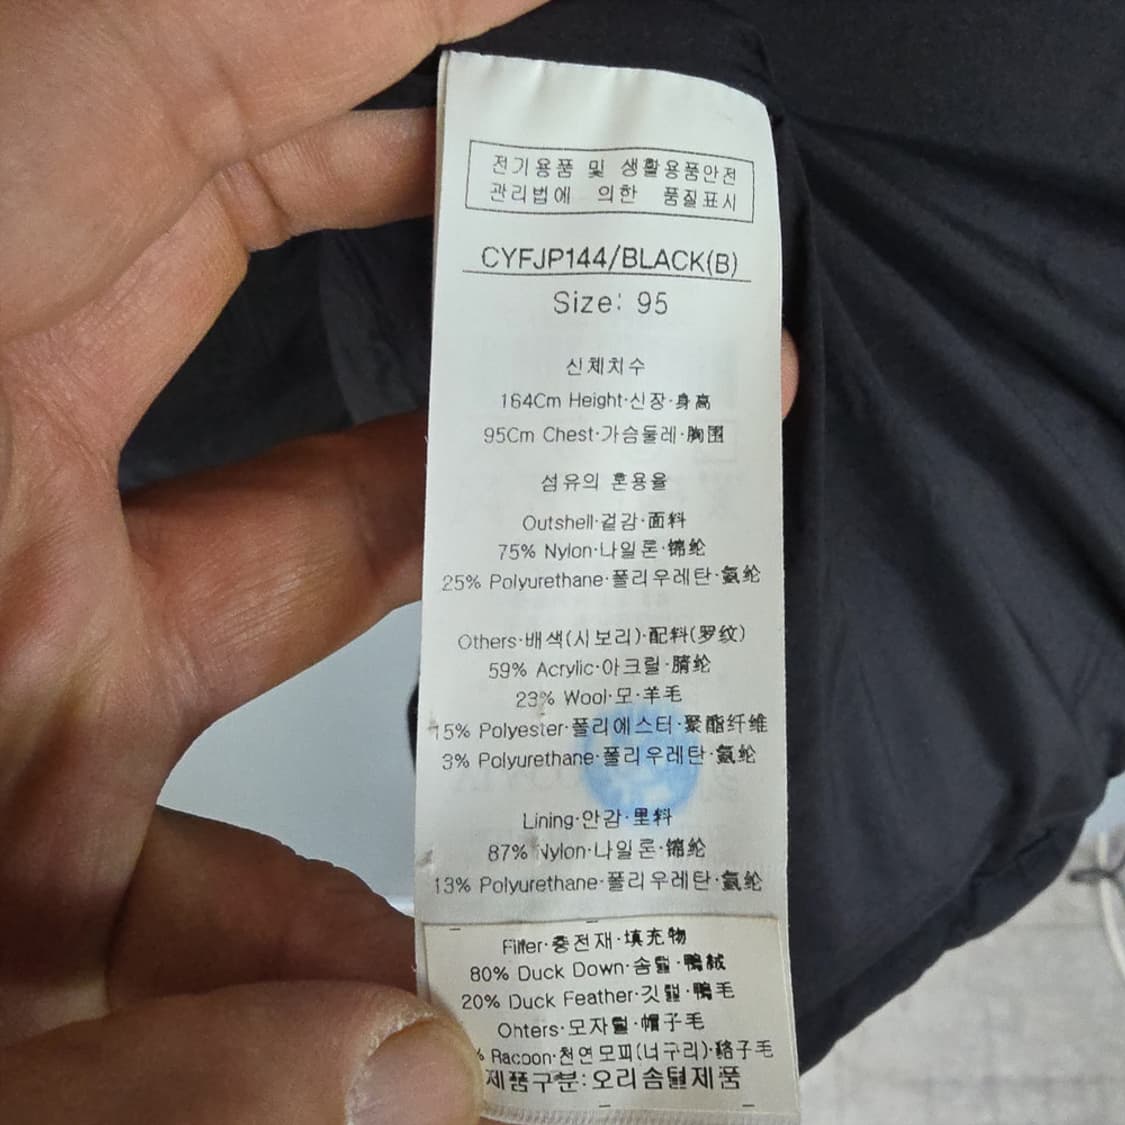 전기용품 및 생활용품안전
관리법에 의한 품질표시
CYFJP144/BLACK(B)
Size: 95
신체치수
164Cm Height·신장·身高
95Cm Chest·가슴둘레·胸围
섬유의 혼용율
Outshell·겉감·面料
75% Nylon·나일론·锦纶
25% Polyurethane·폴리우레탄·氨纶
Others·배색(시보리)·配料(罗纹)
59% Acrylic·아크릴·腈纶
23% Wool·모·羊毛
15% Polyester·폴리에스터·聚酯纤维
3% Polyurethane·폴리우레탄·氨纶
Lining·안감·里料
87% Nylon·나일론·锦纶
13% Polyurethane·폴리우레탄·氨纶
Filler·충전재·填充物
80% Duck Down·솜털·鴨絨
20% Duck Feather·깃털·鴨毛
Ohters·모자털·帽子毛
% Racoon·천연모피(너구리)·貉子毛
제품구분:오리솜털제품